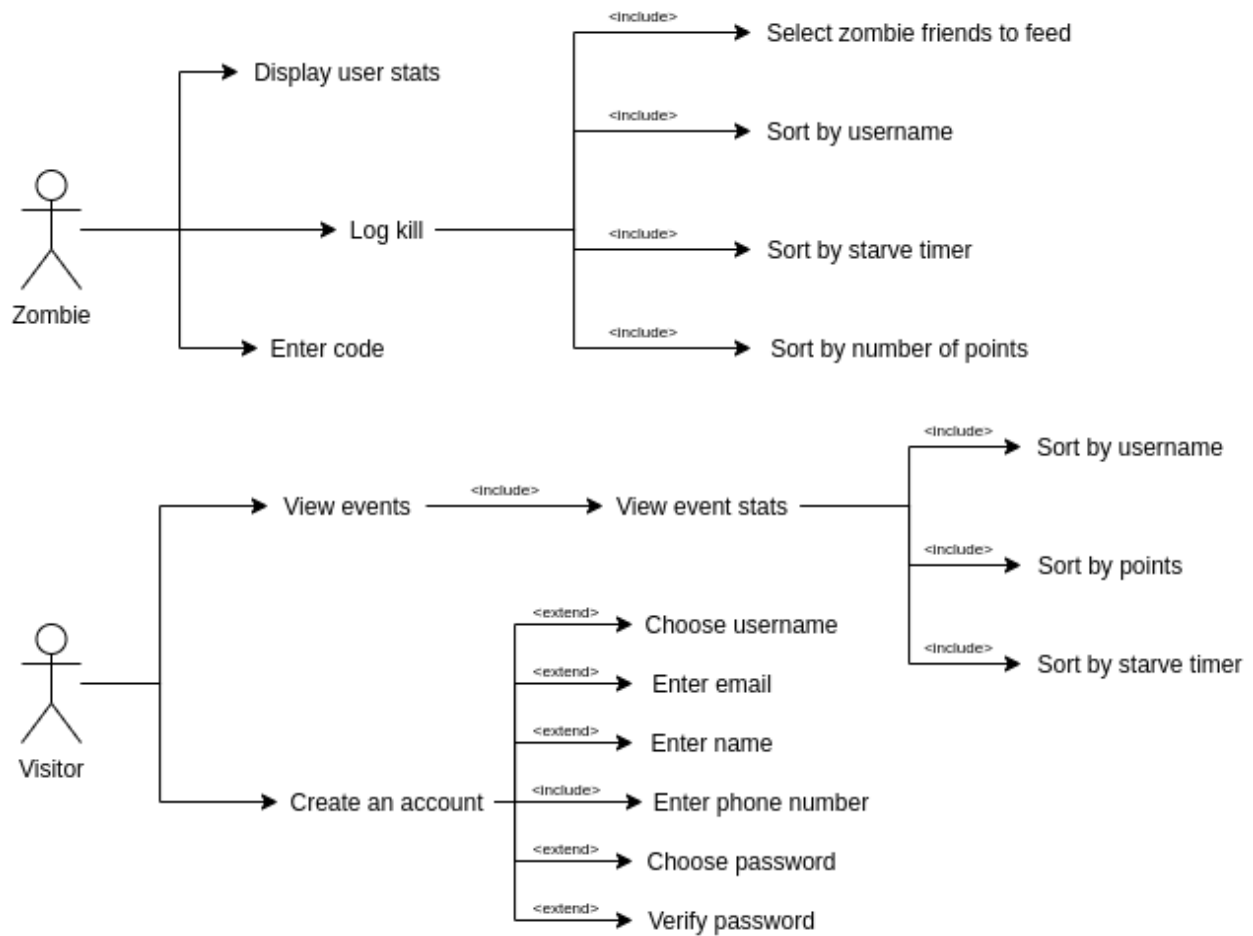 <include>
Select zombie friends to feed
Display user stats
<include>
Sort by username
Log kill
<include>
Sort by starve timer
Zombie
<include>
Enter code
Sort by number of points
<include>
Sort by username
View events
<include>
View event stats
<include>
Sort by points
<extend>
Choose username
<include>
Sort by starve timer
<extend>
Enter email
<extend>
Enter name
Visitor
Create an account
<include>
Enter phone number
<extend>
Choose password
<extend>
Verify password